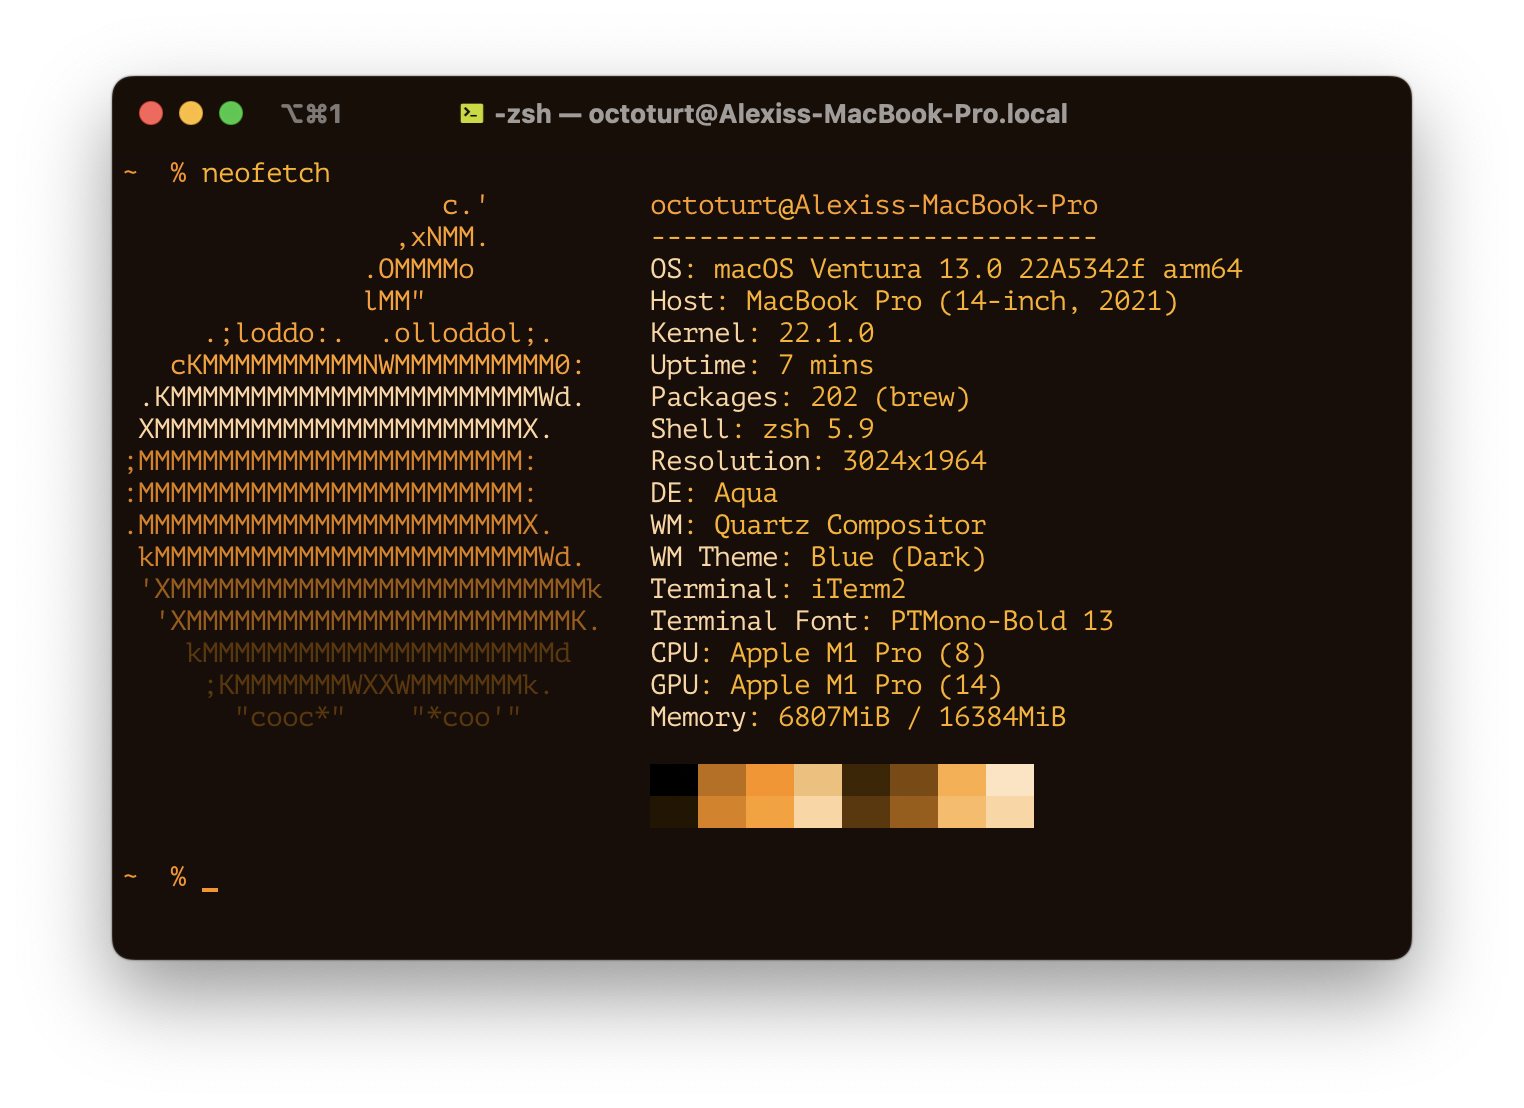 ⌥⌘1 -zsh — octoturt@Alexiss-MacBook-Pro.local
~  % neofetch
                    c.'          octoturt@Alexiss-MacBook-Pro
                 ,xNMM.          ----------------------------
               .OMMMMo           OS: macOS Ventura 13.0 22A5342f arm64
               lMM"              Host: MacBook Pro (14-inch, 2021)
     .;loddo:.  .olloddol;.      Kernel: 22.1.0
   cKMMMMMMMMMMNWMMMMMMMMMM0:    Uptime: 7 mins
 .KMMMMMMMMMMMMMMMMMMMMMMMWd.    Packages: 202 (brew)
 XMMMMMMMMMMMMMMMMMMMMMMMX.      Shell: zsh 5.9
;MMMMMMMMMMMMMMMMMMMMMMMM:       Resolution: 3024x1964
:MMMMMMMMMMMMMMMMMMMMMMMM:       DE: Aqua
.MMMMMMMMMMMMMMMMMMMMMMMMX.      WM: Quartz Compositor
 kMMMMMMMMMMMMMMMMMMMMMMMMWd.    WM Theme: Blue (Dark)
 'XMMMMMMMMMMMMMMMMMMMMMMMMMMk   Terminal: iTerm2
  'XMMMMMMMMMMMMMMMMMMMMMMMMK.   Terminal Font: PTMono-Bold 13
    kMMMMMMMMMMMMMMMMMMMMMMd     CPU: Apple M1 Pro (8)
     ;KMMMMMMMWXXWMMMMMMMk.      GPU: Apple M1 Pro (14)
       "cooc*"    "*coo'"        Memory: 6807MiB / 16384MiB
~  % _